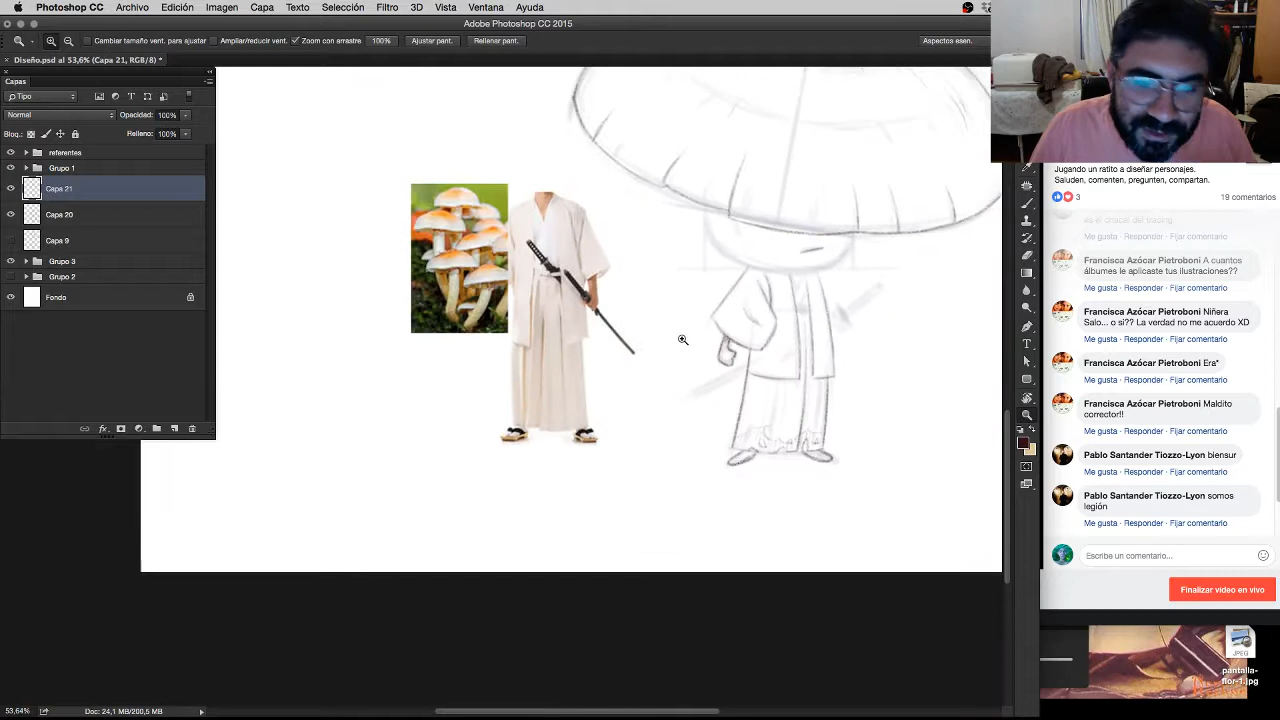 Photoshop CC Archivo Edición Imagen Capa Texto Selección Filtro 3D Vista Ventana Ayuda
Adobe Photoshop CC 2015
Cambiar tamaño vent. para ajustar Ampliar/reducir vent. Zoom con arrastre 100% Ajustar pant. Rellenar pant. Aspectos esen.
Diseño.psd al 53,6% (Capa 21, RGB/8) *
Capas
Tipo
Normal Opacidad: 100%
Bloq.: Relleno: 100%
referentes
Grupo 1
Capa 21
Capa 20
Capa 9
Grupo 3
Grupo 2
Fondo
53,64% Doc: 24,1 MB/200,5 MB
Jugando un ratito a diseñar personajes.
Saluden, comenten, pregunten, compartan.
3 19 comentarios
es el chacal del tracing
Me gusta · Responder · Fijar comentario
Francisca Azócar Pietroboni A cuantos
álbumes le aplicaste tus ilustraciones??
Me gusta · Responder · Fijar comentario
Francisca Azócar Pietroboni Niñera
Salo... o si?? La verdad no me acuerdo XD
Me gusta · Responder · Fijar comentario
Francisca Azócar Pietroboni Era*
Me gusta · Responder · Fijar comentario
Francisca Azócar Pietroboni Maldito
corrector!!
Me gusta · Responder · Fijar comentario
Pablo Santander Tiozzo-Lyon biensur
Me gusta · Responder · Fijar comentario
Pablo Santander Tiozzo-Lyon somos
legión
Me gusta · Responder · Fijar comentario
Escribe un comentario...
Finalizar video en vivo
JPEG
pantalla-
flor-1.jpg